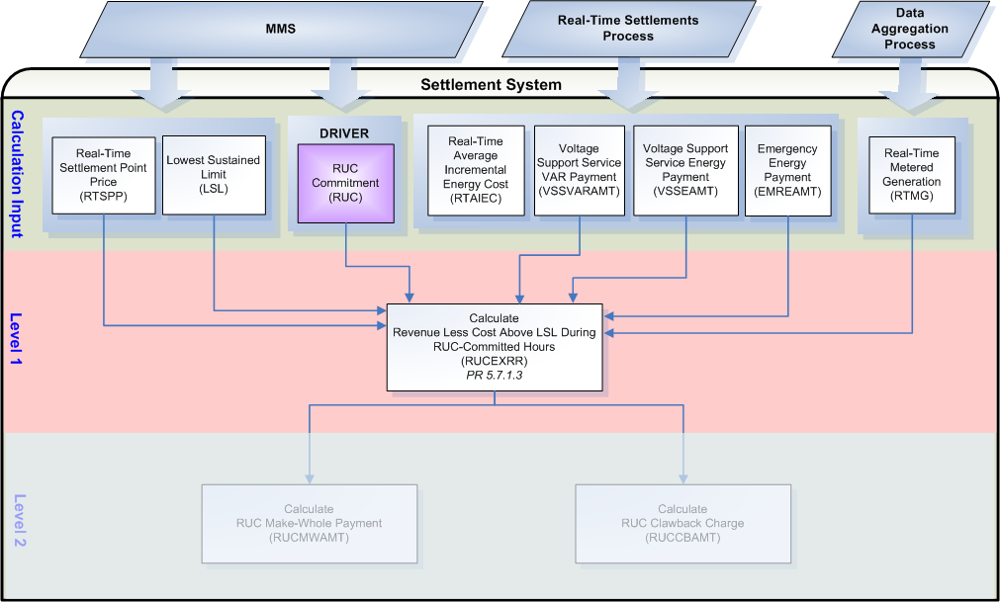 MMS
Real-Time Settlements
Process
Data
Aggregation
Process
Settlement System
Calculation Input
Real-Time
Settlement Point
Price
(RTSPP)
Lowest Sustained
Limit
(LSL)
DRIVER
RUC
Commitment
(RUC)
Real-Time
Average
Incremental
Energy Cost
(RTAIEC)
Voltage
Support Service
VAR Payment
(VSSVARAMT)
Voltage Support
Service Energy
Payment
(VSSEAMT)
Emergency
Energy
Payment
(EMREAMT)
Real-Time
Metered
Generation
(RTMG)
Level 1
Calculate
Revenue Less Cost Above LSL During
RUC-Committed Hours
(RUCEXRR)
PR 5.7.1.3
Level 2
Calculate
RUC Make-Whole Payment
(RUCMWAMT)
Calculate
RUC Clawback Charge
(RUCCBAMT)